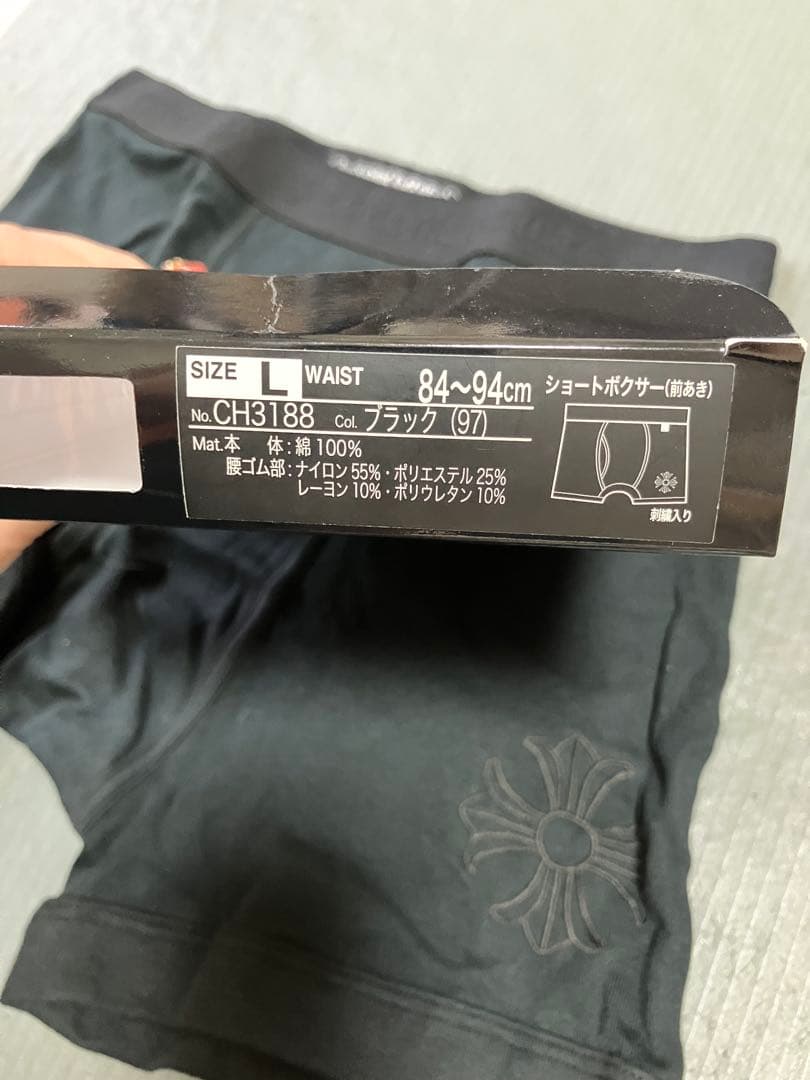 SIZE L WAIST 84〜94cm
No.CH3188 Col.ブラック (97)
Mat.本 体:綿 100%
腰ゴム部:ナイロン 55%・ポリエステル 25%
レーヨン 10%・ポリウレタン 10%
ショートボクサー(前あき)
刺繍入り